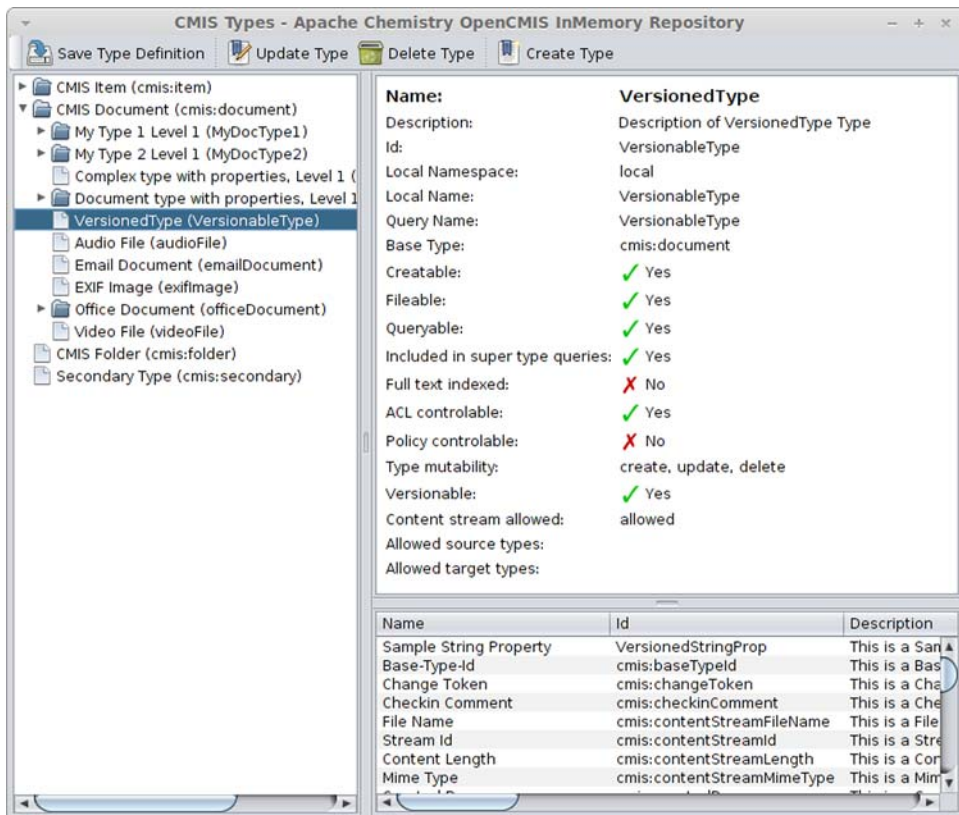 CMIS Types - Apache Chemistry OpenCMIS InMemory Repository
Save Type Definition Update Type Delete Type Create Type
CMIS Item (cmis:item)
CMIS Document (cmis:document)
My Type 1 Level 1 (MyDocType1)
My Type 2 Level 1 (MyDocType2)
Complex type with properties, Level 1 (
Document type with properties, Level 1
VersionedType (VersionableType)
Audio File (audioFile)
Email Document (emailDocument)
EXIF Image (exifImage)
Office Document (officeDocument)
Video File (videoFile)
CMIS Folder (cmis:folder)
Secondary Type (cmis:secondary)
Name: VersionedType
Description: Description of VersionedType Type
Id: VersionableType
Local Namespace: local
Local Name: VersionableType
Query Name: VersionableType
Base Type: cmis:document
Creatable: Yes
Fileable: Yes
Queryable: Yes
Included in super type queries: Yes
Full text indexed: No
ACL controlable: Yes
Policy controlable: No
Type mutability: create, update, delete
Versionable: Yes
Content stream allowed: allowed
Allowed source types:
Allowed target types:
Name Id Description
Sample String Property VersionedStringProp This is a San
Base-Type-Id cmis:baseTypeId This is a Bas
Change Token cmis:changeToken This is a Cha
Checkin Comment cmis:checkinComment This is a Che
File Name cmis:contentStreamFileName This is a File
Stream Id cmis:contentStreamId This is a Stre
Content Length cmis:contentStreamLength This is a Con
Mime Type cmis:contentStreamMimeType This is a Mim